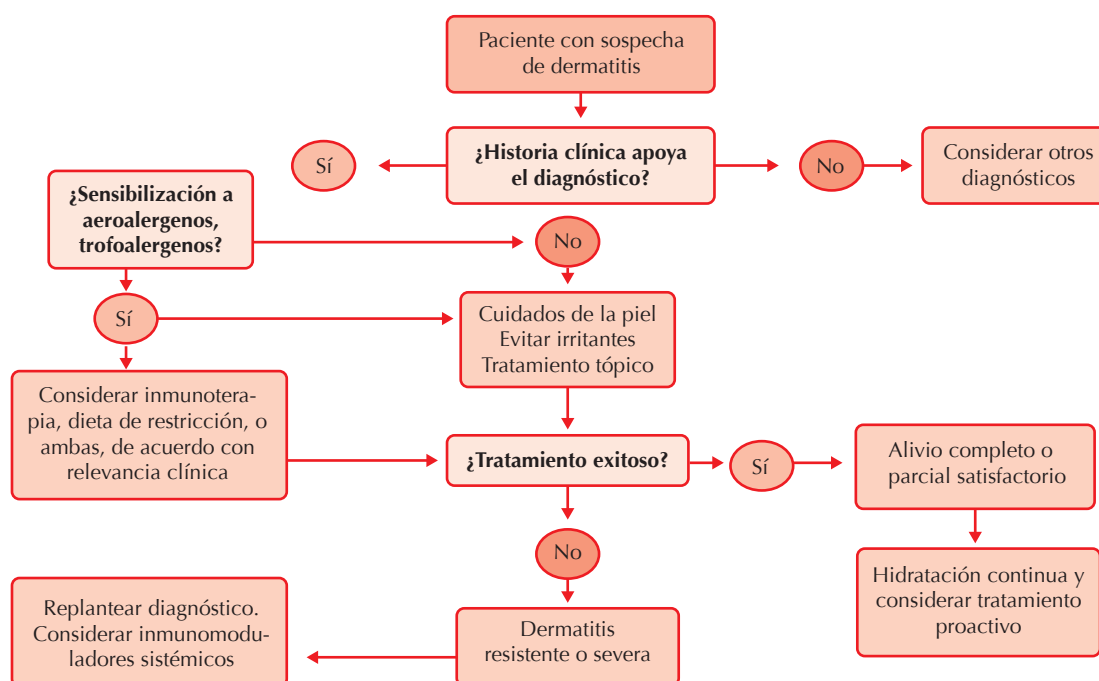 Paciente con sospecha
de dermatitis
¿Historia clínica apoya
el diagnóstico?
Sí
No
Considerar otros
diagnósticos
¿Sensibilización a
aeroalergenos,
trofoalergenos?
No
Sí
Cuidados de la piel
Evitar irritantes
Tratamiento tópico
Considerar inmunotera-
pia, dieta de restricción, o
ambas, de acuerdo con
relevancia clínica
¿Tratamiento exitoso?
Sí
Alivio completo o
parcial satisfactorio
No
Hidratación continua y
considerar tratamiento
proactivo
Replantear diagnóstico.
Considerar inmunomodu-
ladores sistémicos
Dermatitis
resistente o severa